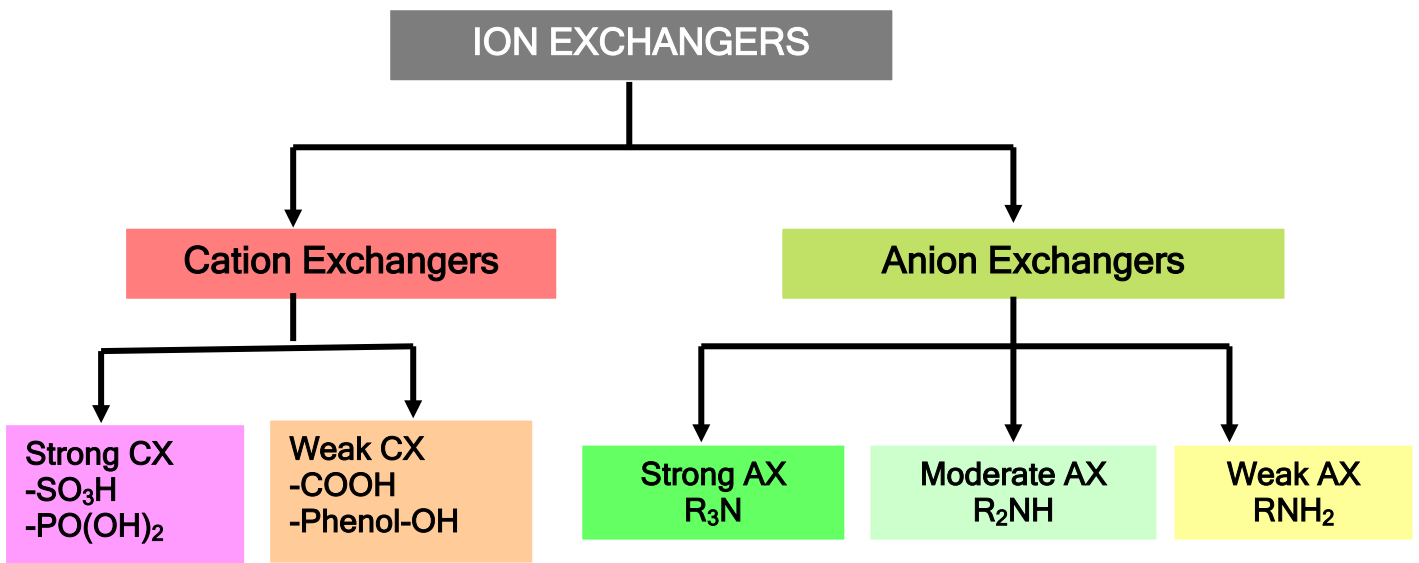 ION EXCHANGERS
Cation Exchangers
Anion Exchangers
Strong CX
-SO₃H
-PO(OH)₂
Weak CX
-COOH
-Phenol-OH
Strong AX
R₃N
Moderate AX
R₂NH
Weak AX
RNH₂